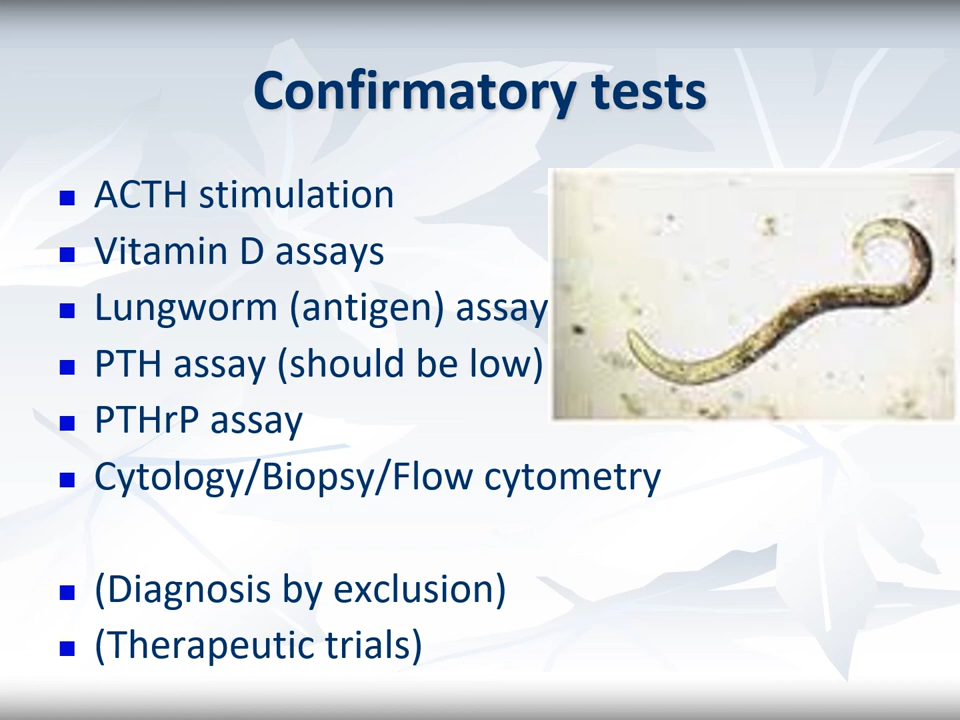 Confirmatory tests
ACTH stimulation
Vitamin D assays
Lungworm (antigen) assay
PTH assay (should be low)
PTHrP assay
Cytology/Biopsy/Flow cytometry
(Diagnosis by exclusion)
(Therapeutic trials)